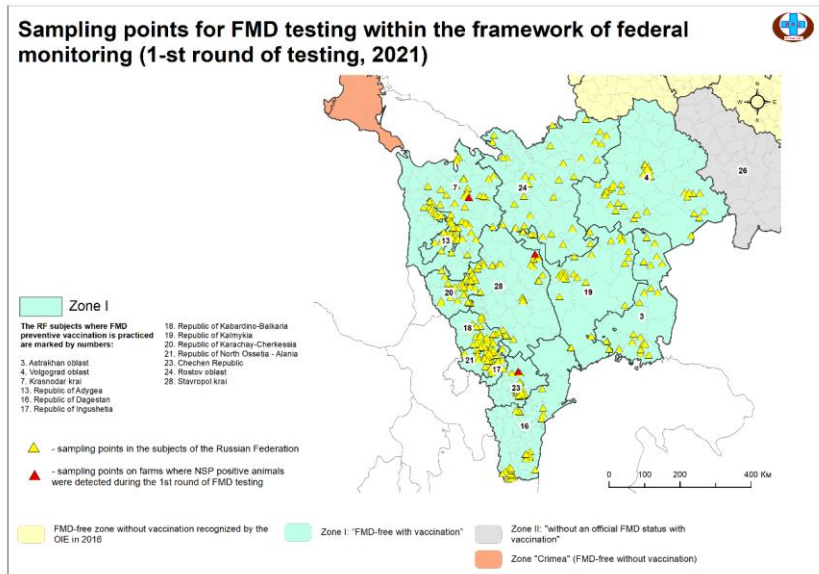 Sampling points for FMD testing within the framework of federal
monitoring (1-st round of testing, 2021)
N
W
E
S
26
4
7
24
13
20
28
19
3
18
21
17
23
16
Zone I
The RF subjects where FMD
preventive vaccination is practiced
are marked by numbers:
3. Astrakhan oblast
4. Volgograd oblast
7. Krasnodar krai
13. Republic of Adygea
16. Republic of Dagestan
17. Republic of Ingushetia
18. Republic of Kabardino-Balkaria
19. Republic of Kalmykia
20. Republic of Karachay-Cherkessia
21. Republic of North Ossetia - Alania
23. Chechen Republic
24. Rostov oblast
28. Stavropol krai
- sampling points in the subjects of the Russian Federation
- sampling points on farms where NSP positive animals
were detected during the 1st round of FMD testing
0 100 200 400 Км
FMD-free zone without vaccination recognized by the
OIE in 2016
Zone I: "FMD-free with vaccination"
Zone II: "without an official FMD status with
vaccination"
Zone "Crimea" (FMD-free without vaccination)